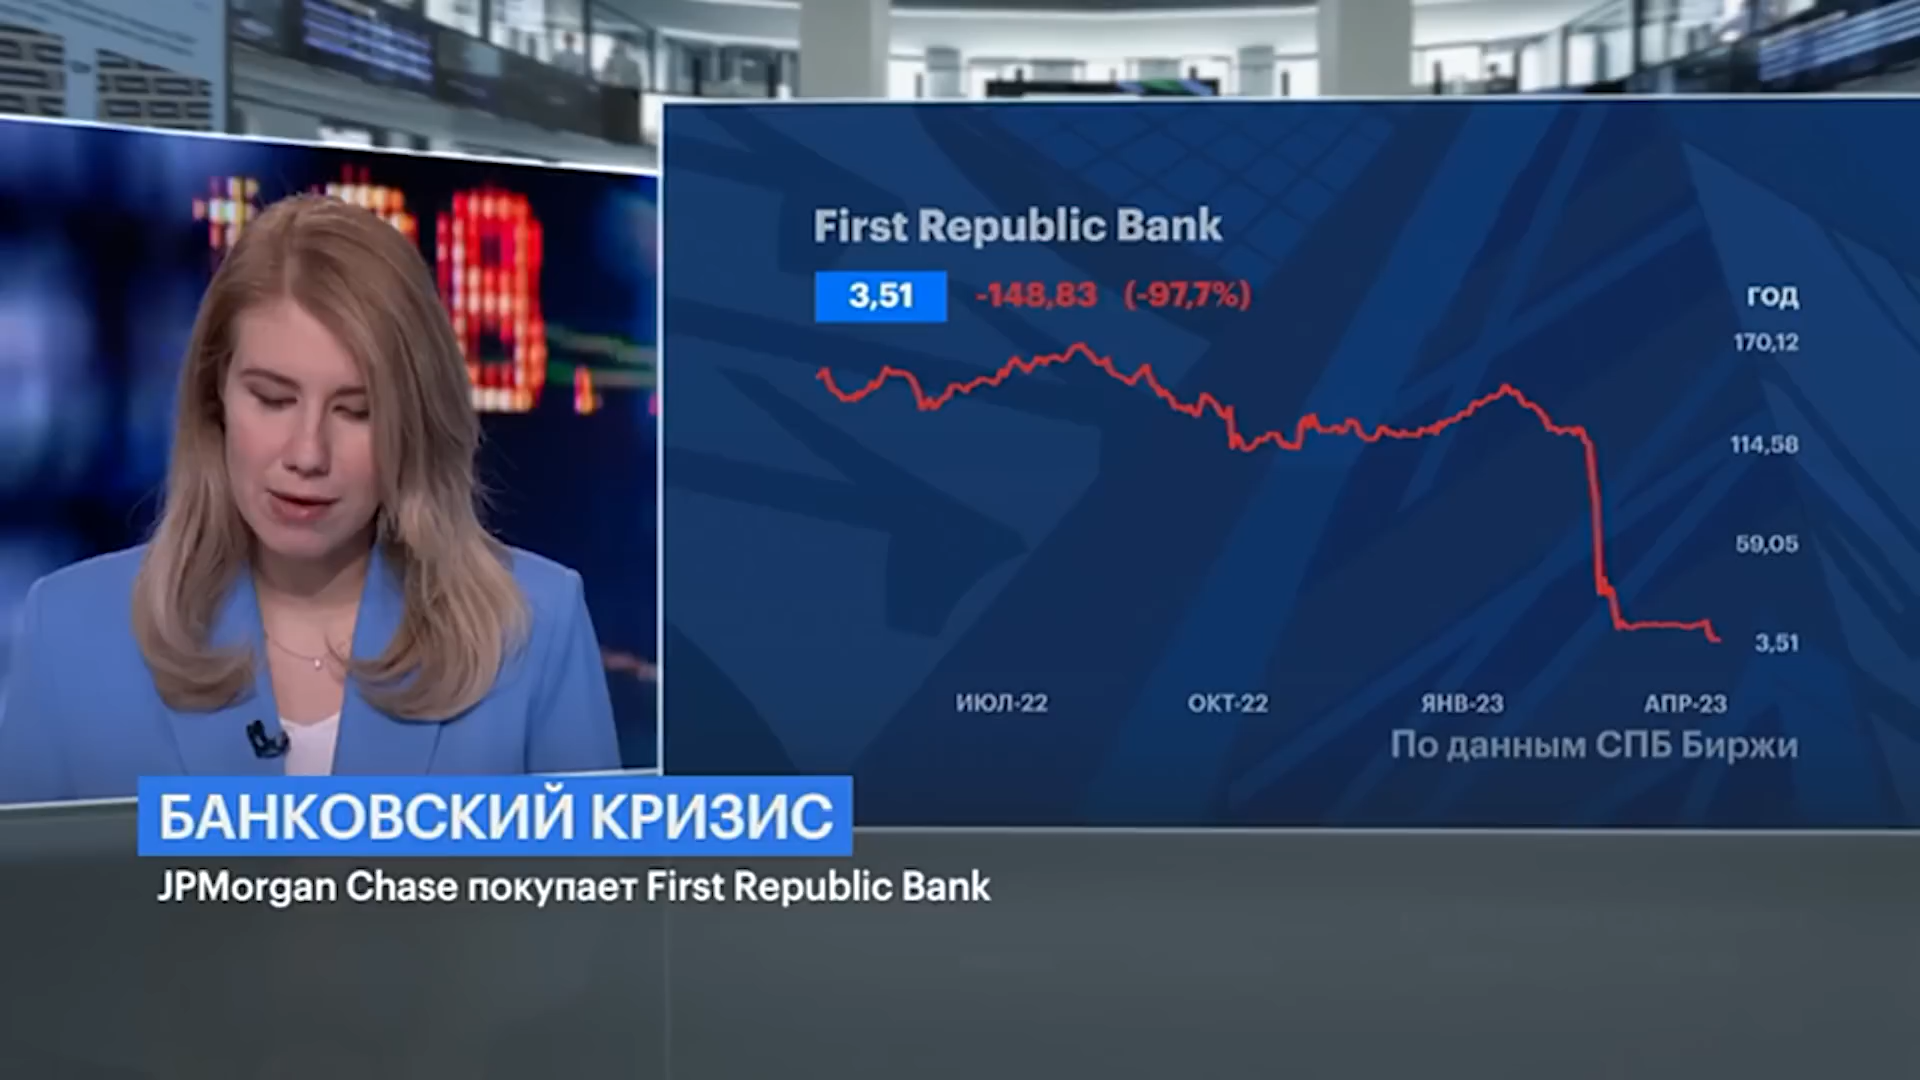 First Republic Bank
3,51 -148,83 (-97,7%)
ГОД
170,12
114,58
59,05
3,51
ИЮЛ-22 ОКТ-22 ЯНВ-23 АПР-23
По данным СПБ Биржи
БАНКОВСКИЙ КРИЗИС
JPMorgan Chase покупает First Republic Bank